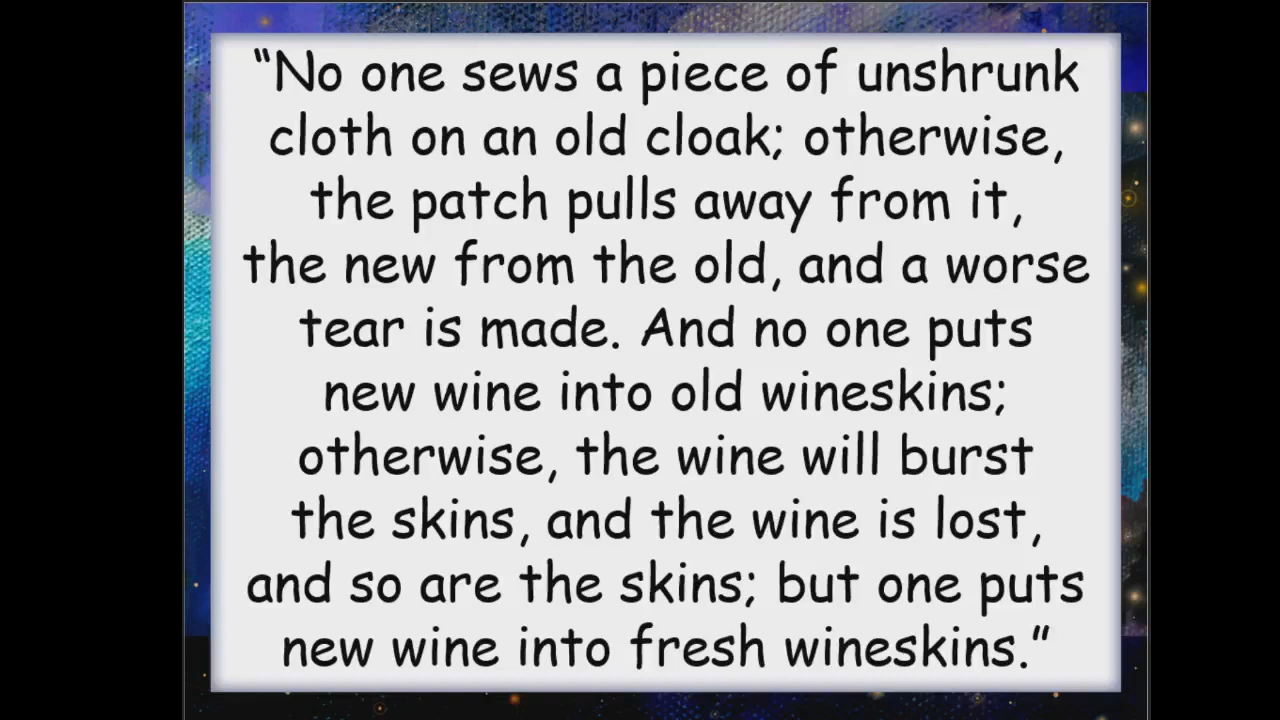 “No one sews a piece of unshrunk
cloth on an old cloak; otherwise,
the patch pulls away from it,
the new from the old, and a worse
tear is made. And no one puts
new wine into old wineskins;
otherwise, the wine will burst
the skins, and the wine is lost,
and so are the skins; but one puts
new wine into fresh wineskins.”